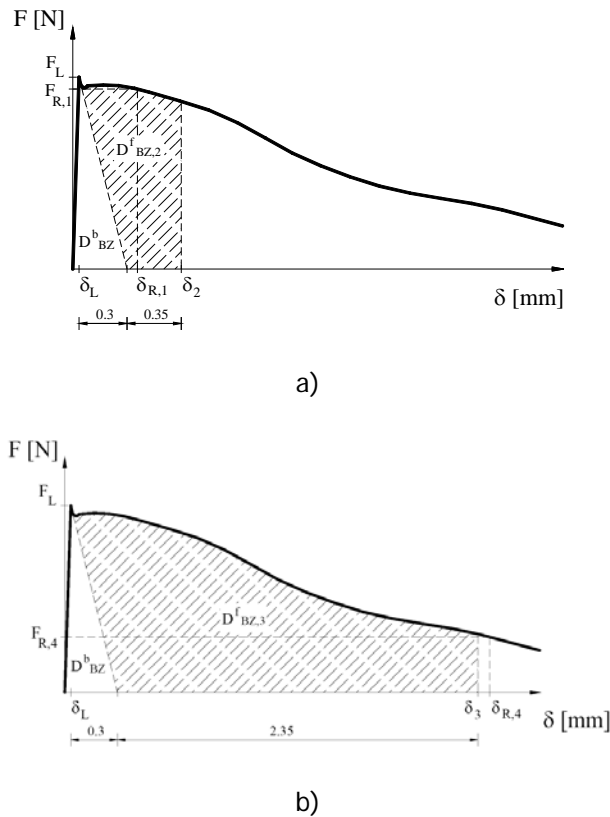 F [N]
F_L
F_R,1
D^f_BZ,2
D^b_BZ
δ_L
δ_R,1
δ_2
δ [mm]
0.3
0.35
a)
F [N]
F_L
F_R,4
D^f_BZ,3
D^b_BZ
δ_L
δ_3
δ_R,4
δ [mm]
0.3
2.35
b)